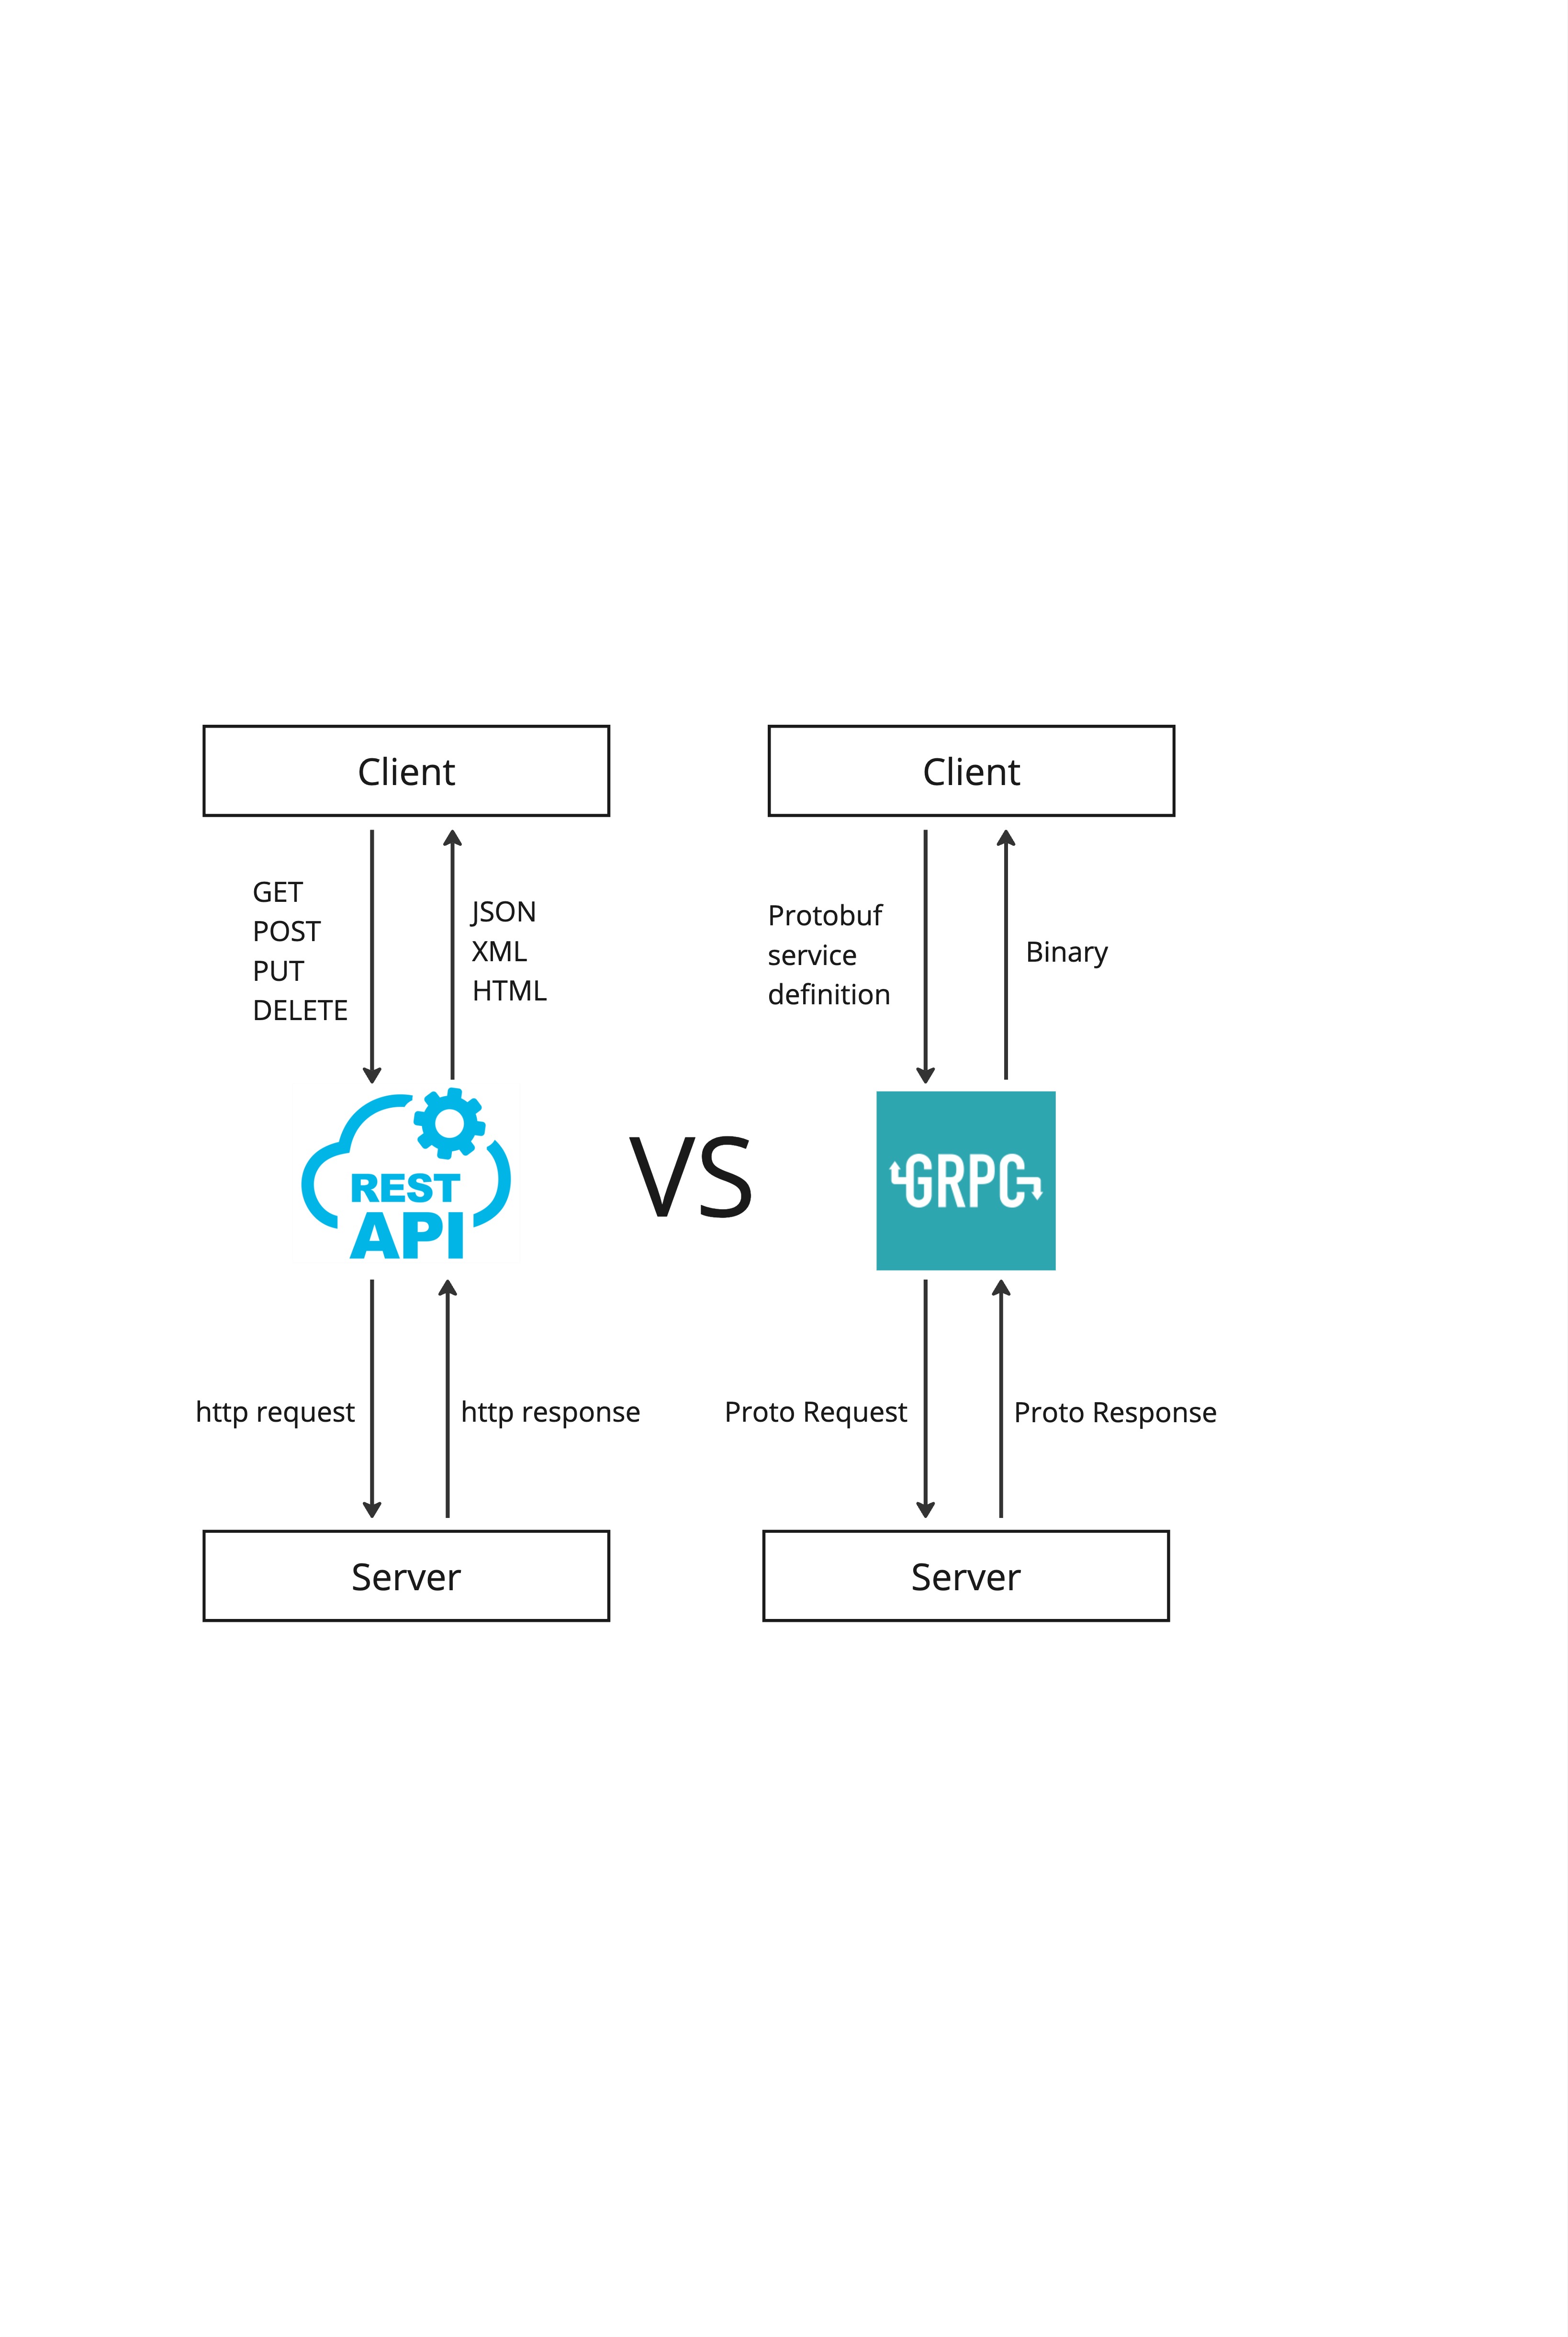 Client
GET
POST
PUT
DELETE
JSON
XML
HTML
REST
API
http request
http response
Server
VS
Client
Protobuf
service
definition
Binary
GRPC
Proto Request
Proto Response
Server